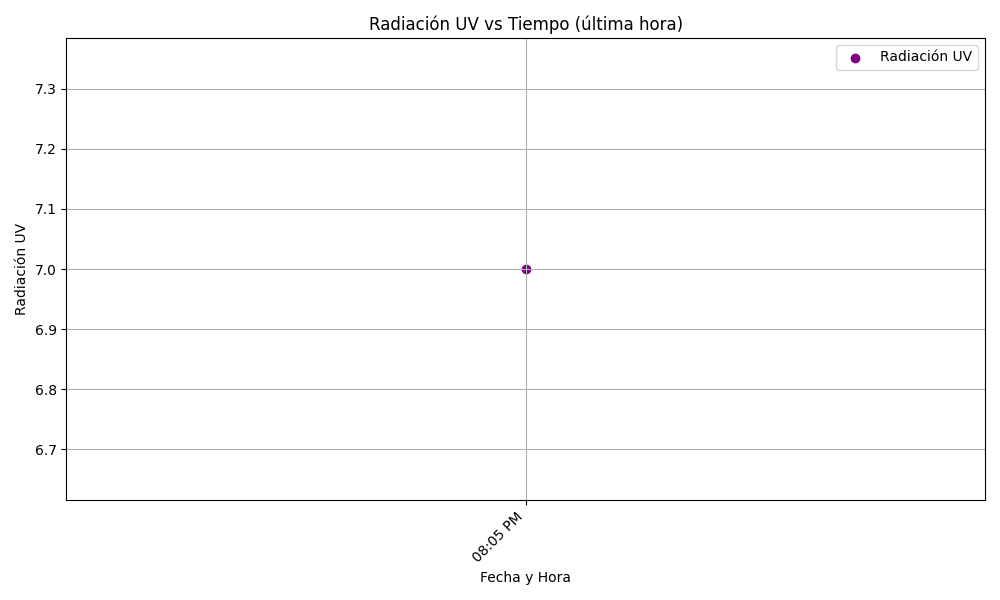 Radiación UV vs Tiempo (última hora)
Radiación UV
7.3
7.2
7.1
7.0
6.9
6.8
6.7
Radiación UV
08:05 PM
Fecha y Hora